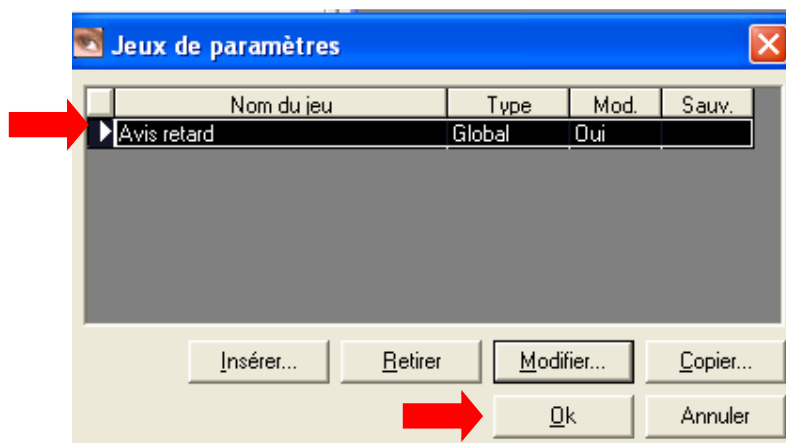 Jeux de paramètres
Nom du jeu Type Mod. Sauv.
Avis retard Global Oui
Insérer... Retirer Modifier... Copier...
Ok Annuler